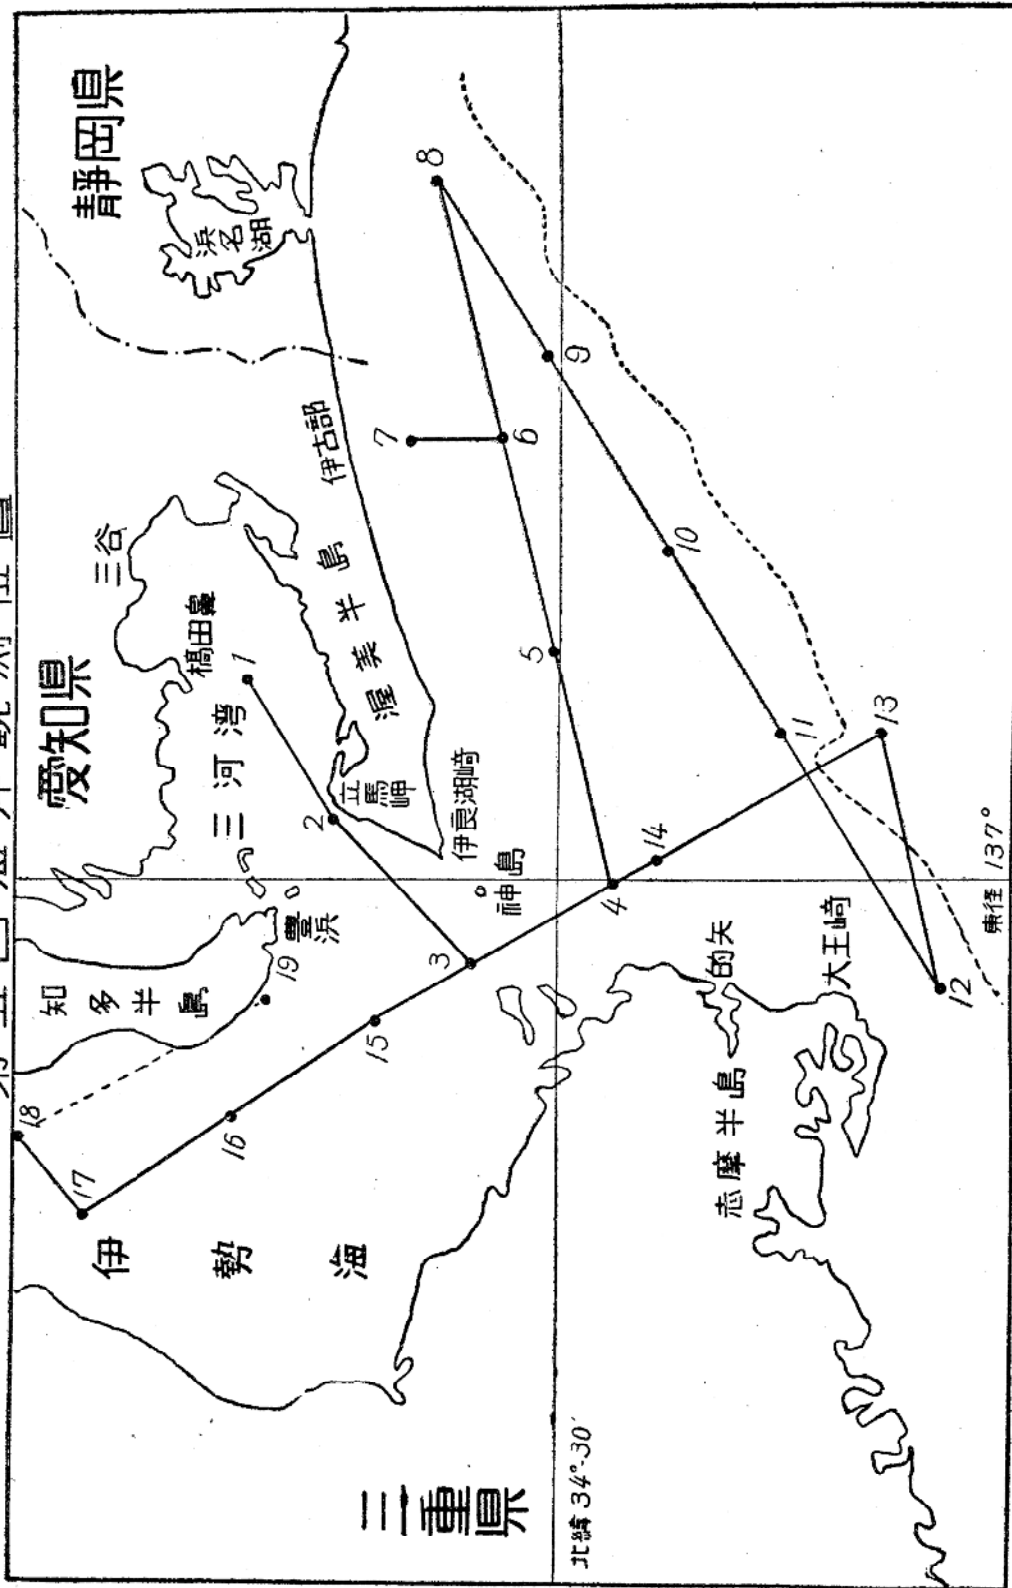 静岡県
浜名湖
愛知県
三谷
橋田鼻
三河湾
伊古部
渥美半島
立馬岬
伊良湖崎
神島
豊浜
知多半島
伊勢海
三重県
志摩半島
的矢
大王崎
北緯 34°-30′
東径 137°
1
2
3
4
5
6
7
8
9
10
11
12
13
14
15
16
17
18
19